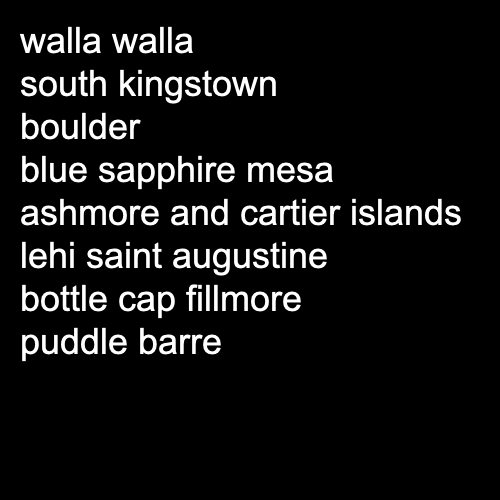 walla walla
south kingstown
boulder
blue sapphire mesa
ashmore and cartier islands
lehi saint augustine
bottle cap fillmore
puddle barre